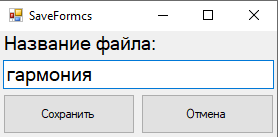 SaveFormcs
Название файла:
гармония
Сохранить Отмена